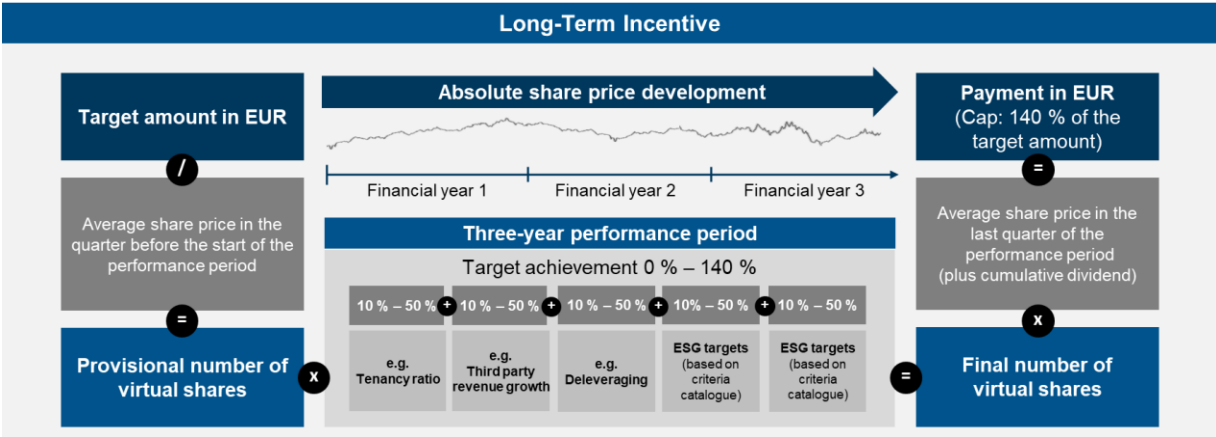 Long-Term Incentive
Target amount in EUR
/
Average share price in the
quarter before the start of the
performance period
=
Provisional number of
virtual shares
x
Absolute share price development
Financial year 1
Financial year 2
Financial year 3
Three-year performance period
Target achievement 0 % – 140 %
10 % – 50 % + 10 % – 50 % + 10 % – 50 % + 10% – 50 % + 10 % – 50 %
e.g.
Tenancy ratio
e.g.
Third party
revenue growth
e.g.
Deleveraging
ESG targets
(based on
criteria
catalogue)
ESG targets
(based on
criteria
catalogue)
=
Payment in EUR
(Cap: 140 % of the
target amount)
=
Average share price in the
last quarter of the
performance period
(plus cumulative dividend)
x
Final number of
virtual shares